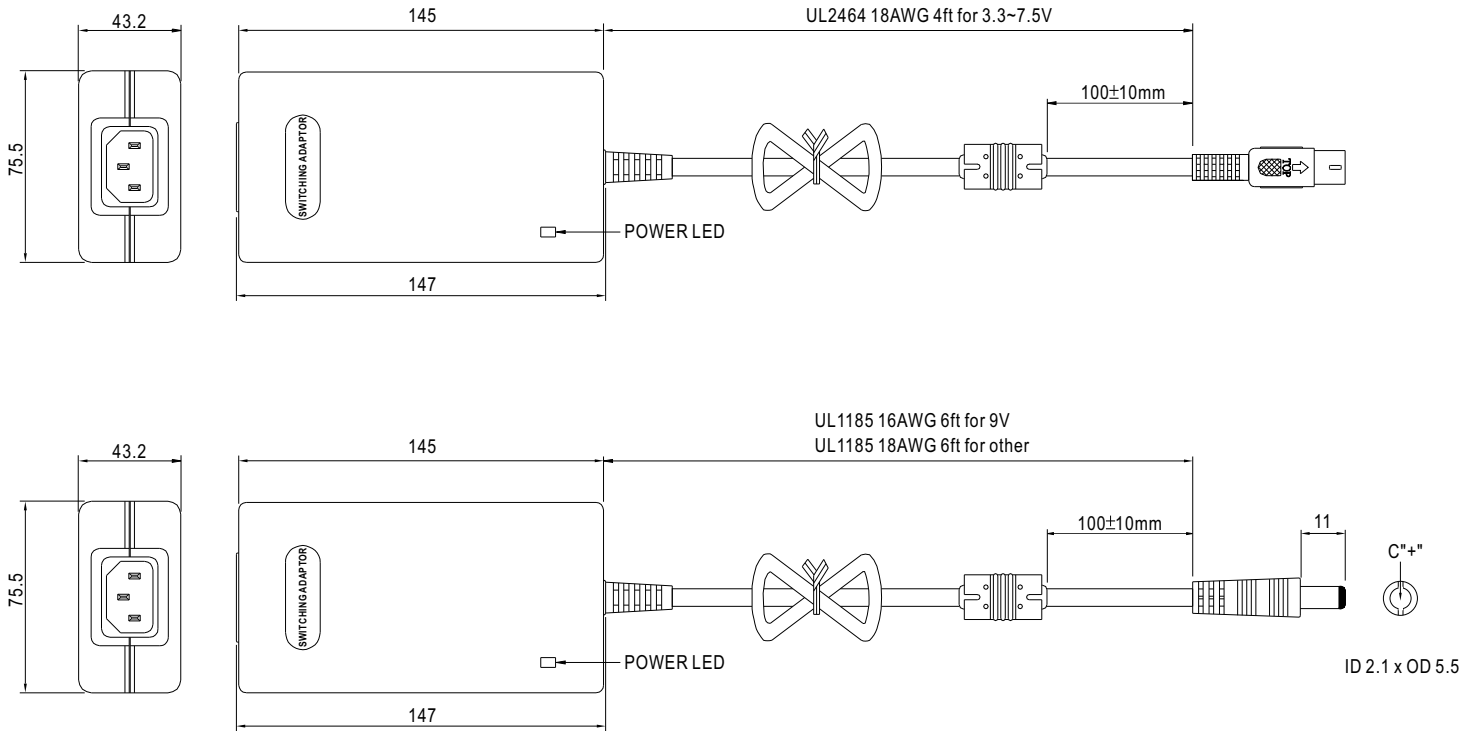 43.2
145
UL2464 18AWG 4ft for 3.3~7.5V
100±10mm
75.5
SWITCHING ADAPTOR
TOP
POWER LED
147
UL1185 16AWG 6ft for 9V
UL1185 18AWG 6ft for other
43.2
145
100±10mm
11
C"+"
75.5
SWITCHING ADAPTOR
POWER LED
ID 2.1 x OD 5.5
147